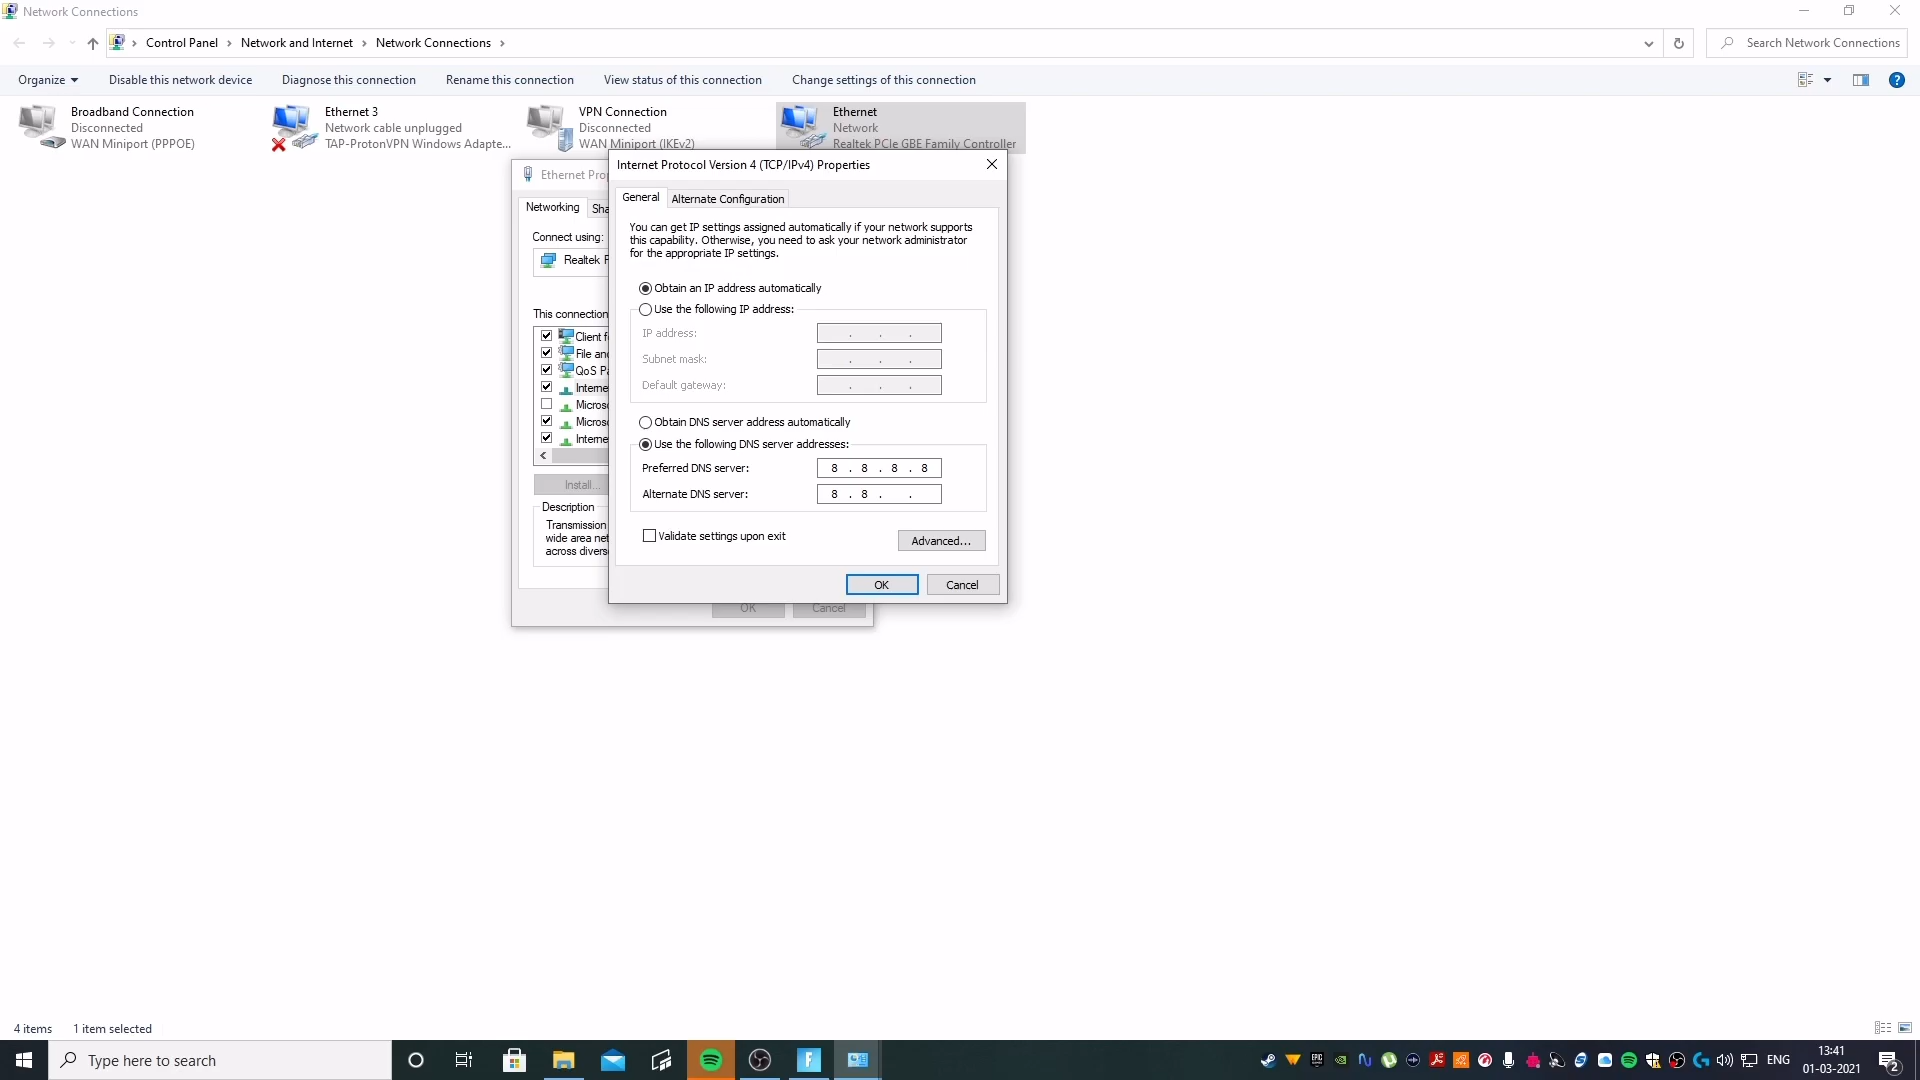 Network Connections
Control Panel > Network and Internet > Network Connections >
Search Network Connections
Organize
Disable this network device
Diagnose this connection
Rename this connection
View status of this connection
Change settings of this connection
Broadband Connection
Disconnected
WAN Miniport (PPPOE)
Ethernet 3
Network cable unplugged
TAP-ProtonVPN Windows Adapte...
VPN Connection
Disconnected
WAN Miniport (IKEv2)
Ethernet
Network
Realtek PCIe GBE Family Controller
Ethernet Pro
Networking
Sha
Connect using:
Realtek P
This connection
Client f
File and
QoS Pa
Interne
Microso
Microso
Interne
Install...
Description
Transmission
wide area net
across divers
OK
Cancel
Internet Protocol Version 4 (TCP/IPv4) Properties
General
Alternate Configuration
You can get IP settings assigned automatically if your network supports
this capability. Otherwise, you need to ask your network administrator
for the appropriate IP settings.
Obtain an IP address automatically
Use the following IP address:
IP address: . . .
Subnet mask: . . .
Default gateway: . . .
Obtain DNS server address automatically
Use the following DNS server addresses:
Preferred DNS server: 8 . 8 . 8 . 8
Alternate DNS server: 8 . 8 . .
Validate settings upon exit
Advanced...
OK
Cancel
4 items
1 item selected
Type here to search
EPIC
ENG
13:41
01-03-2021
2